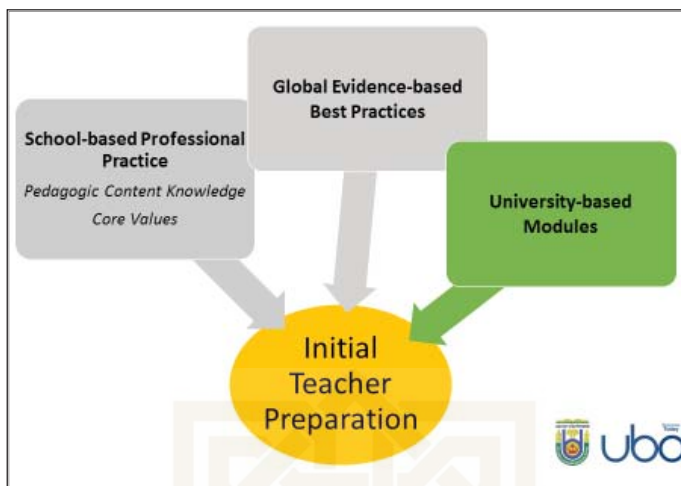 School-based Professional
Practice
Pedagogic Content Knowledge
Core Values
Global Evidence-based
Best Practices
University-based
Modules
Initial
Teacher
Preparation